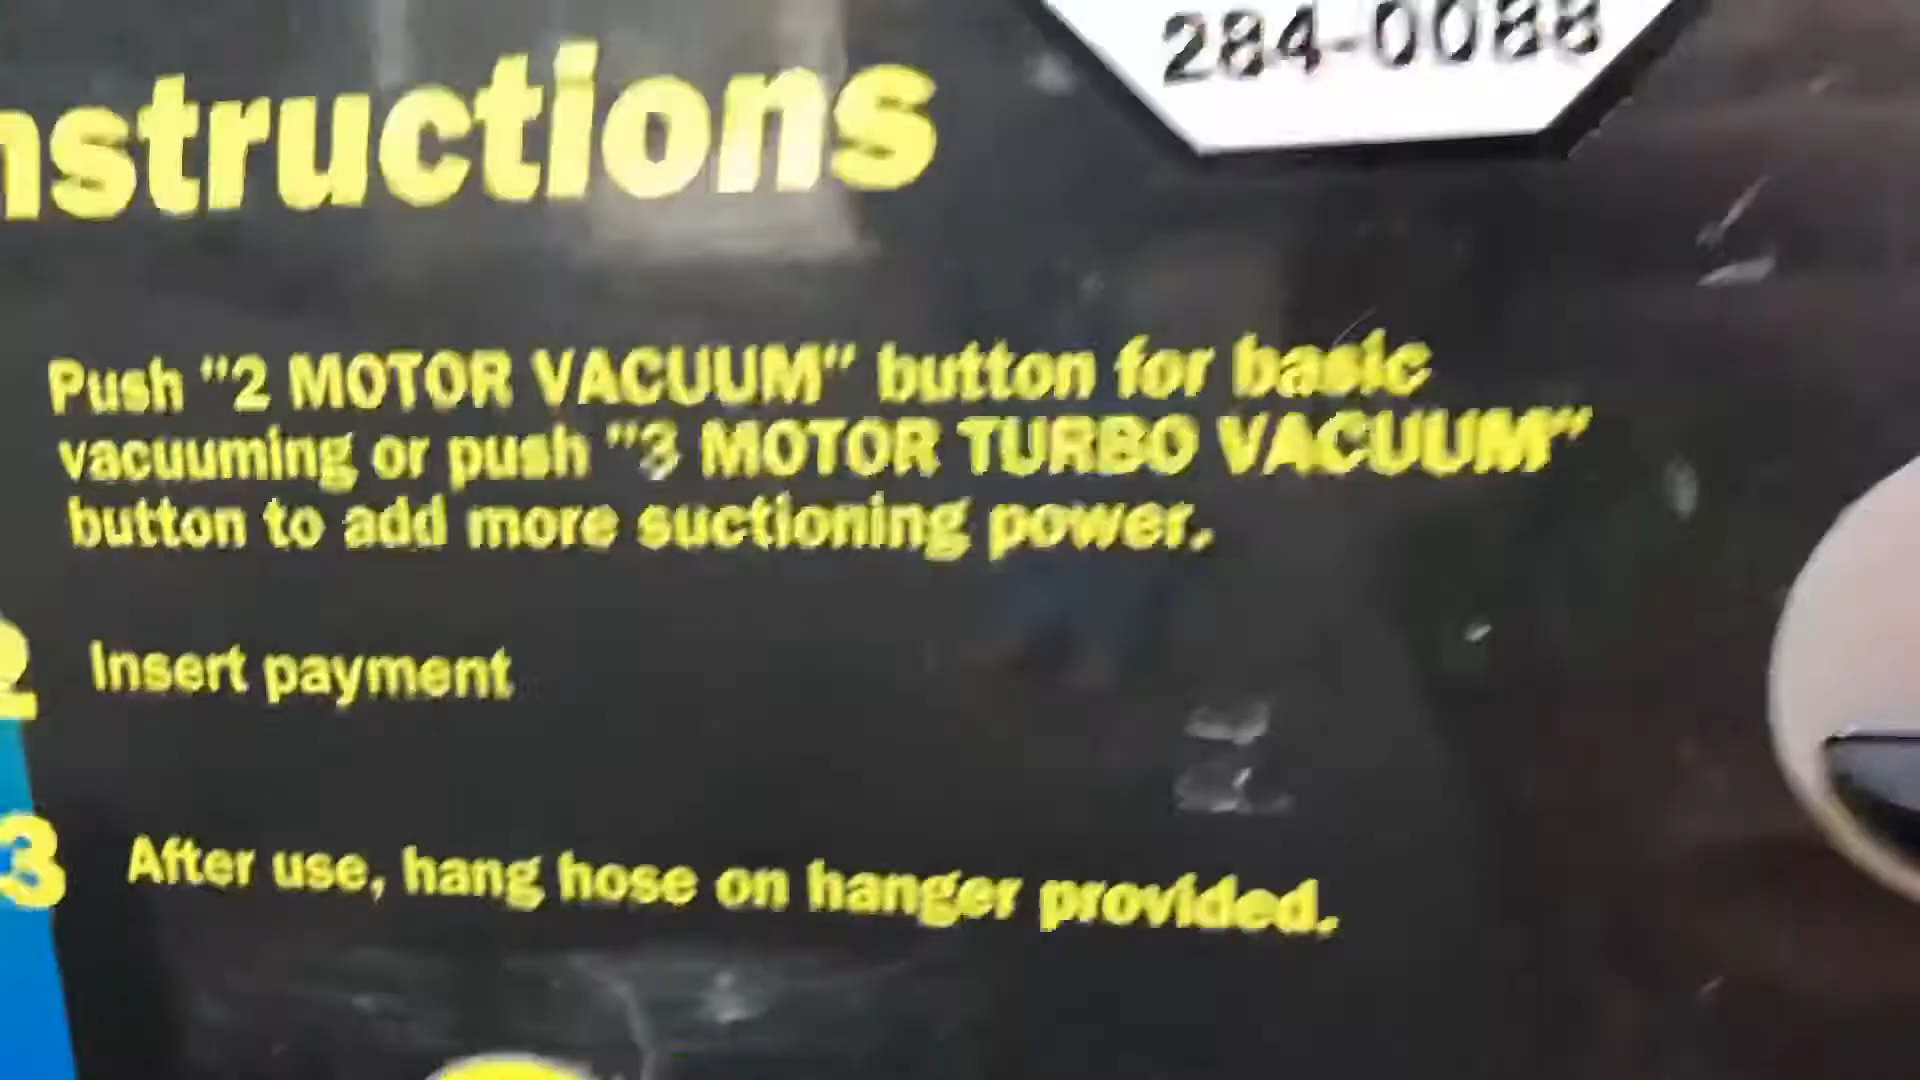 284-0088
nstructions
Push "2 MOTOR VACUUM" button for basic
vacuuming or push "3 MOTOR TURBO VACUUM"
button to add more suctioning power.
2 Insert payment
3 After use, hang hose on hanger provided.